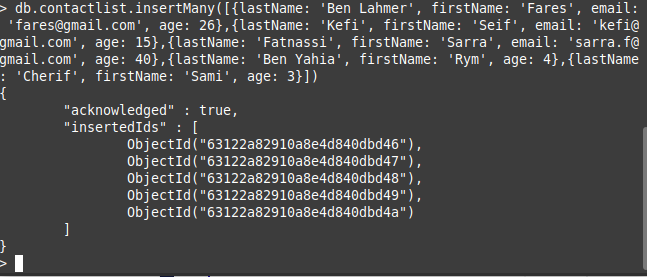 > db.contactlist.insertMany([{lastName: 'Ben Lahmer', firstName: 'Fares', email:
 'fares@gmail.com', age: 26},{lastName: 'Kefi', firstName: 'Seif', email: 'kefi@
gmail.com', age: 15},{lastName: 'Fatnassi', firstName: 'Sarra', email: 'sarra.f@
gmail.com', age: 40},{lastName: 'Ben Yahia', firstName: 'Rym', age: 4},{lastName
: 'Cherif', firstName: 'Sami', age: 3}])
{
        "acknowledged" : true,
        "insertedIds" : [
                ObjectId("63122a82910a8e4d840dbd46"),
                ObjectId("63122a82910a8e4d840dbd47"),
                ObjectId("63122a82910a8e4d840dbd48"),
                ObjectId("63122a82910a8e4d840dbd49"),
                ObjectId("63122a82910a8e4d840dbd4a")
        ]
}
>